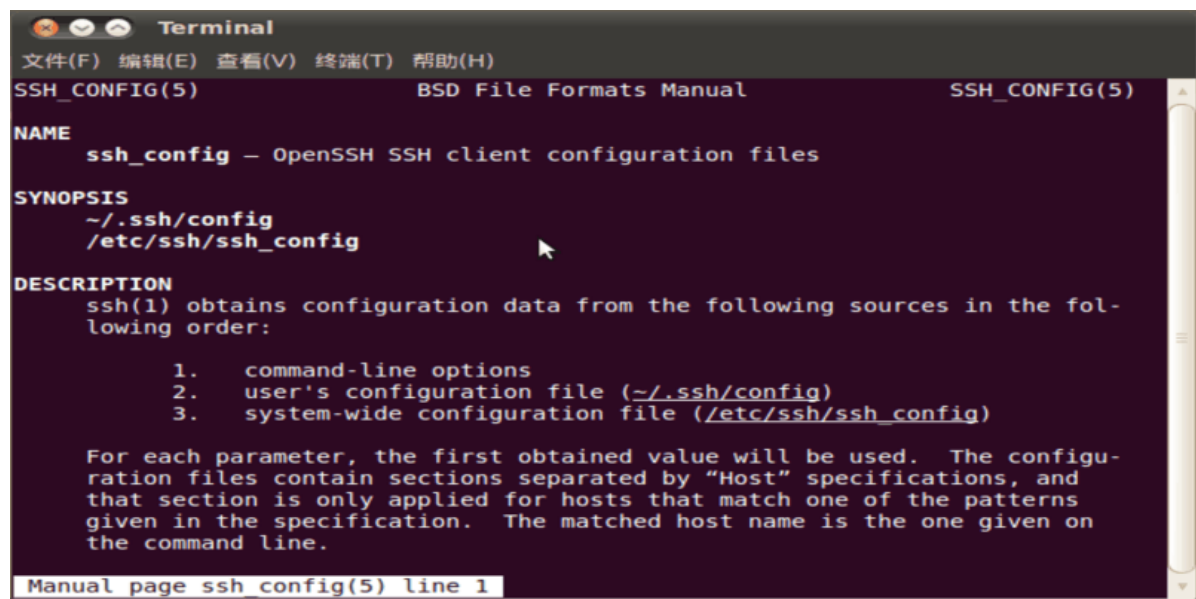 Terminal
文件(F) 编辑(E) 查看(V) 终端(T) 帮助(H)
SSH_CONFIG(5) BSD File Formats Manual SSH_CONFIG(5)
NAME
ssh_config — OpenSSH SSH client configuration files
SYNOPSIS
~/.ssh/config
/etc/ssh/ssh_config
DESCRIPTION
ssh(1) obtains configuration data from the following sources in the fol-
lowing order:
1. command-line options
2. user's configuration file (~/.ssh/config)
3. system-wide configuration file (/etc/ssh/ssh_config)
For each parameter, the first obtained value will be used. The configu-
ration files contain sections separated by “Host” specifications, and
that section is only applied for hosts that match one of the patterns
given in the specification. The matched host name is the one given on
the command line.
Manual page ssh_config(5) line 1